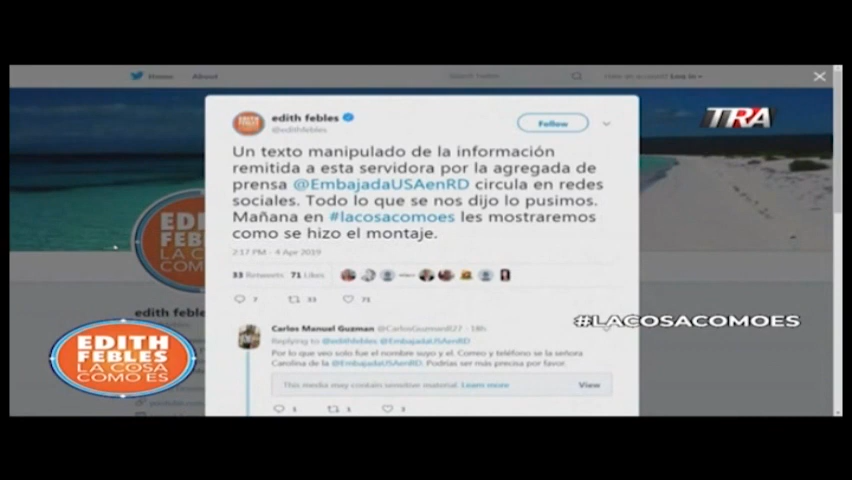 Home About
Search Twitter
Have an account? Log in
edith febles
@edithfebles
Follow
TRA
Un texto manipulado de la información
remitida a esta servidora por la agregada de
prensa @EmbajadaUSAenRD circula en redes
sociales. Todo lo que se nos dijo lo pusimos.
Mañana en #lacosacomoes les mostraremos
como se hizo el montaje.
2:17 PM - 4 Apr 2019
33 Retweets 71 Likes
7 33 71
EDITH
FEBLES
LA COSA
COMO ES
edith feble
#LACOSACOMOES
Carlos Manuel Guzman - 18h
Replying to @edithfebles @EmbajadaUSAenRD
Por lo que veo solo fue el nombre suyo y el. Correo y teléfono se la señora
Carolina de la @EmbajadaUSAenRD. Podrías ser más precisa por favor.
This media may contain sensitive material. Learn more
View
1 1 3
EDITH
FEBLES
LA COSA
COMO ES